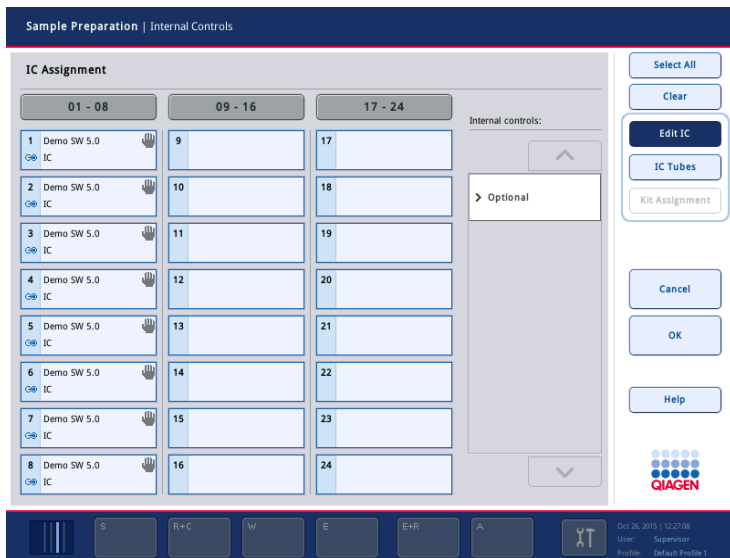 Sample Preparation | Internal Controls
IC Assignment
01 - 08
09 - 16
17 - 24
Internal controls:
1 Demo SW 5.0
IC
2 Demo SW 5.0
IC
3 Demo SW 5.0
IC
4 Demo SW 5.0
IC
5 Demo SW 5.0
IC
6 Demo SW 5.0
IC
7 Demo SW 5.0
IC
8 Demo SW 5.0
IC
9
10
11
12
13
14
15
16
17
18
19
20
21
22
23
24
Optional
Select All
Clear
Edit IC
IC Tubes
Kit Assignment
Cancel
OK
Help
QIAGEN
S
R+C
W
E
E+R
A
Oct 26, 2015 | 12:27:08
User: Supervisor
Profile: Default Profile 1